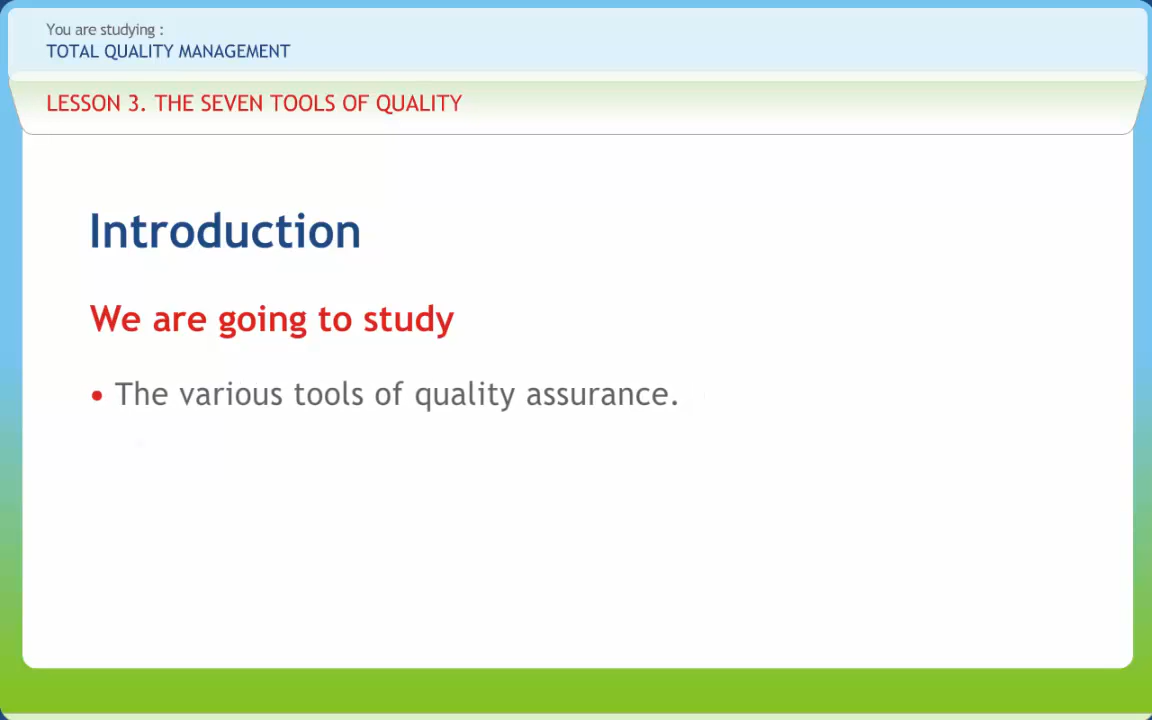 You are studying :
TOTAL QUALITY MANAGEMENT
LESSON 3. THE SEVEN TOOLS OF QUALITY
Introduction
We are going to study
• The various tools of quality assurance.